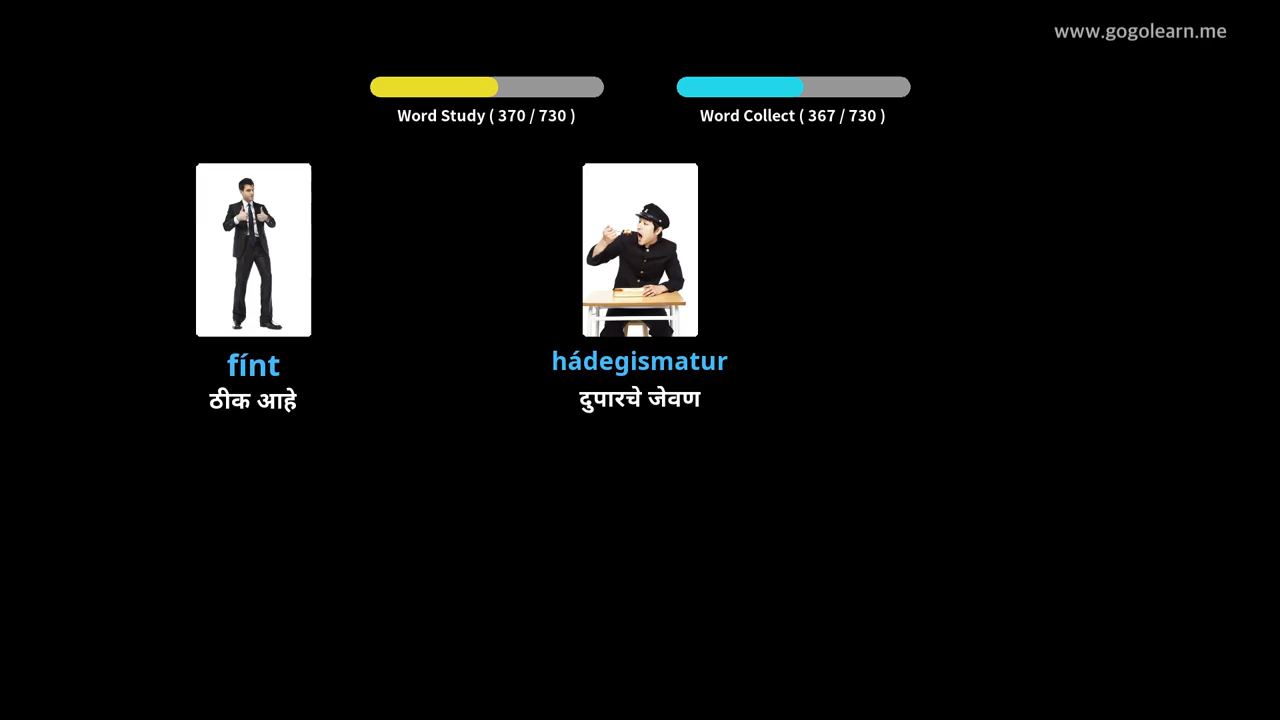 www.gogolearn.me
Word Study ( 370 / 730 )
Word Collect ( 367 / 730 )
fínt
ठीक आहे
hádegismatur
दुपारचे जेवण